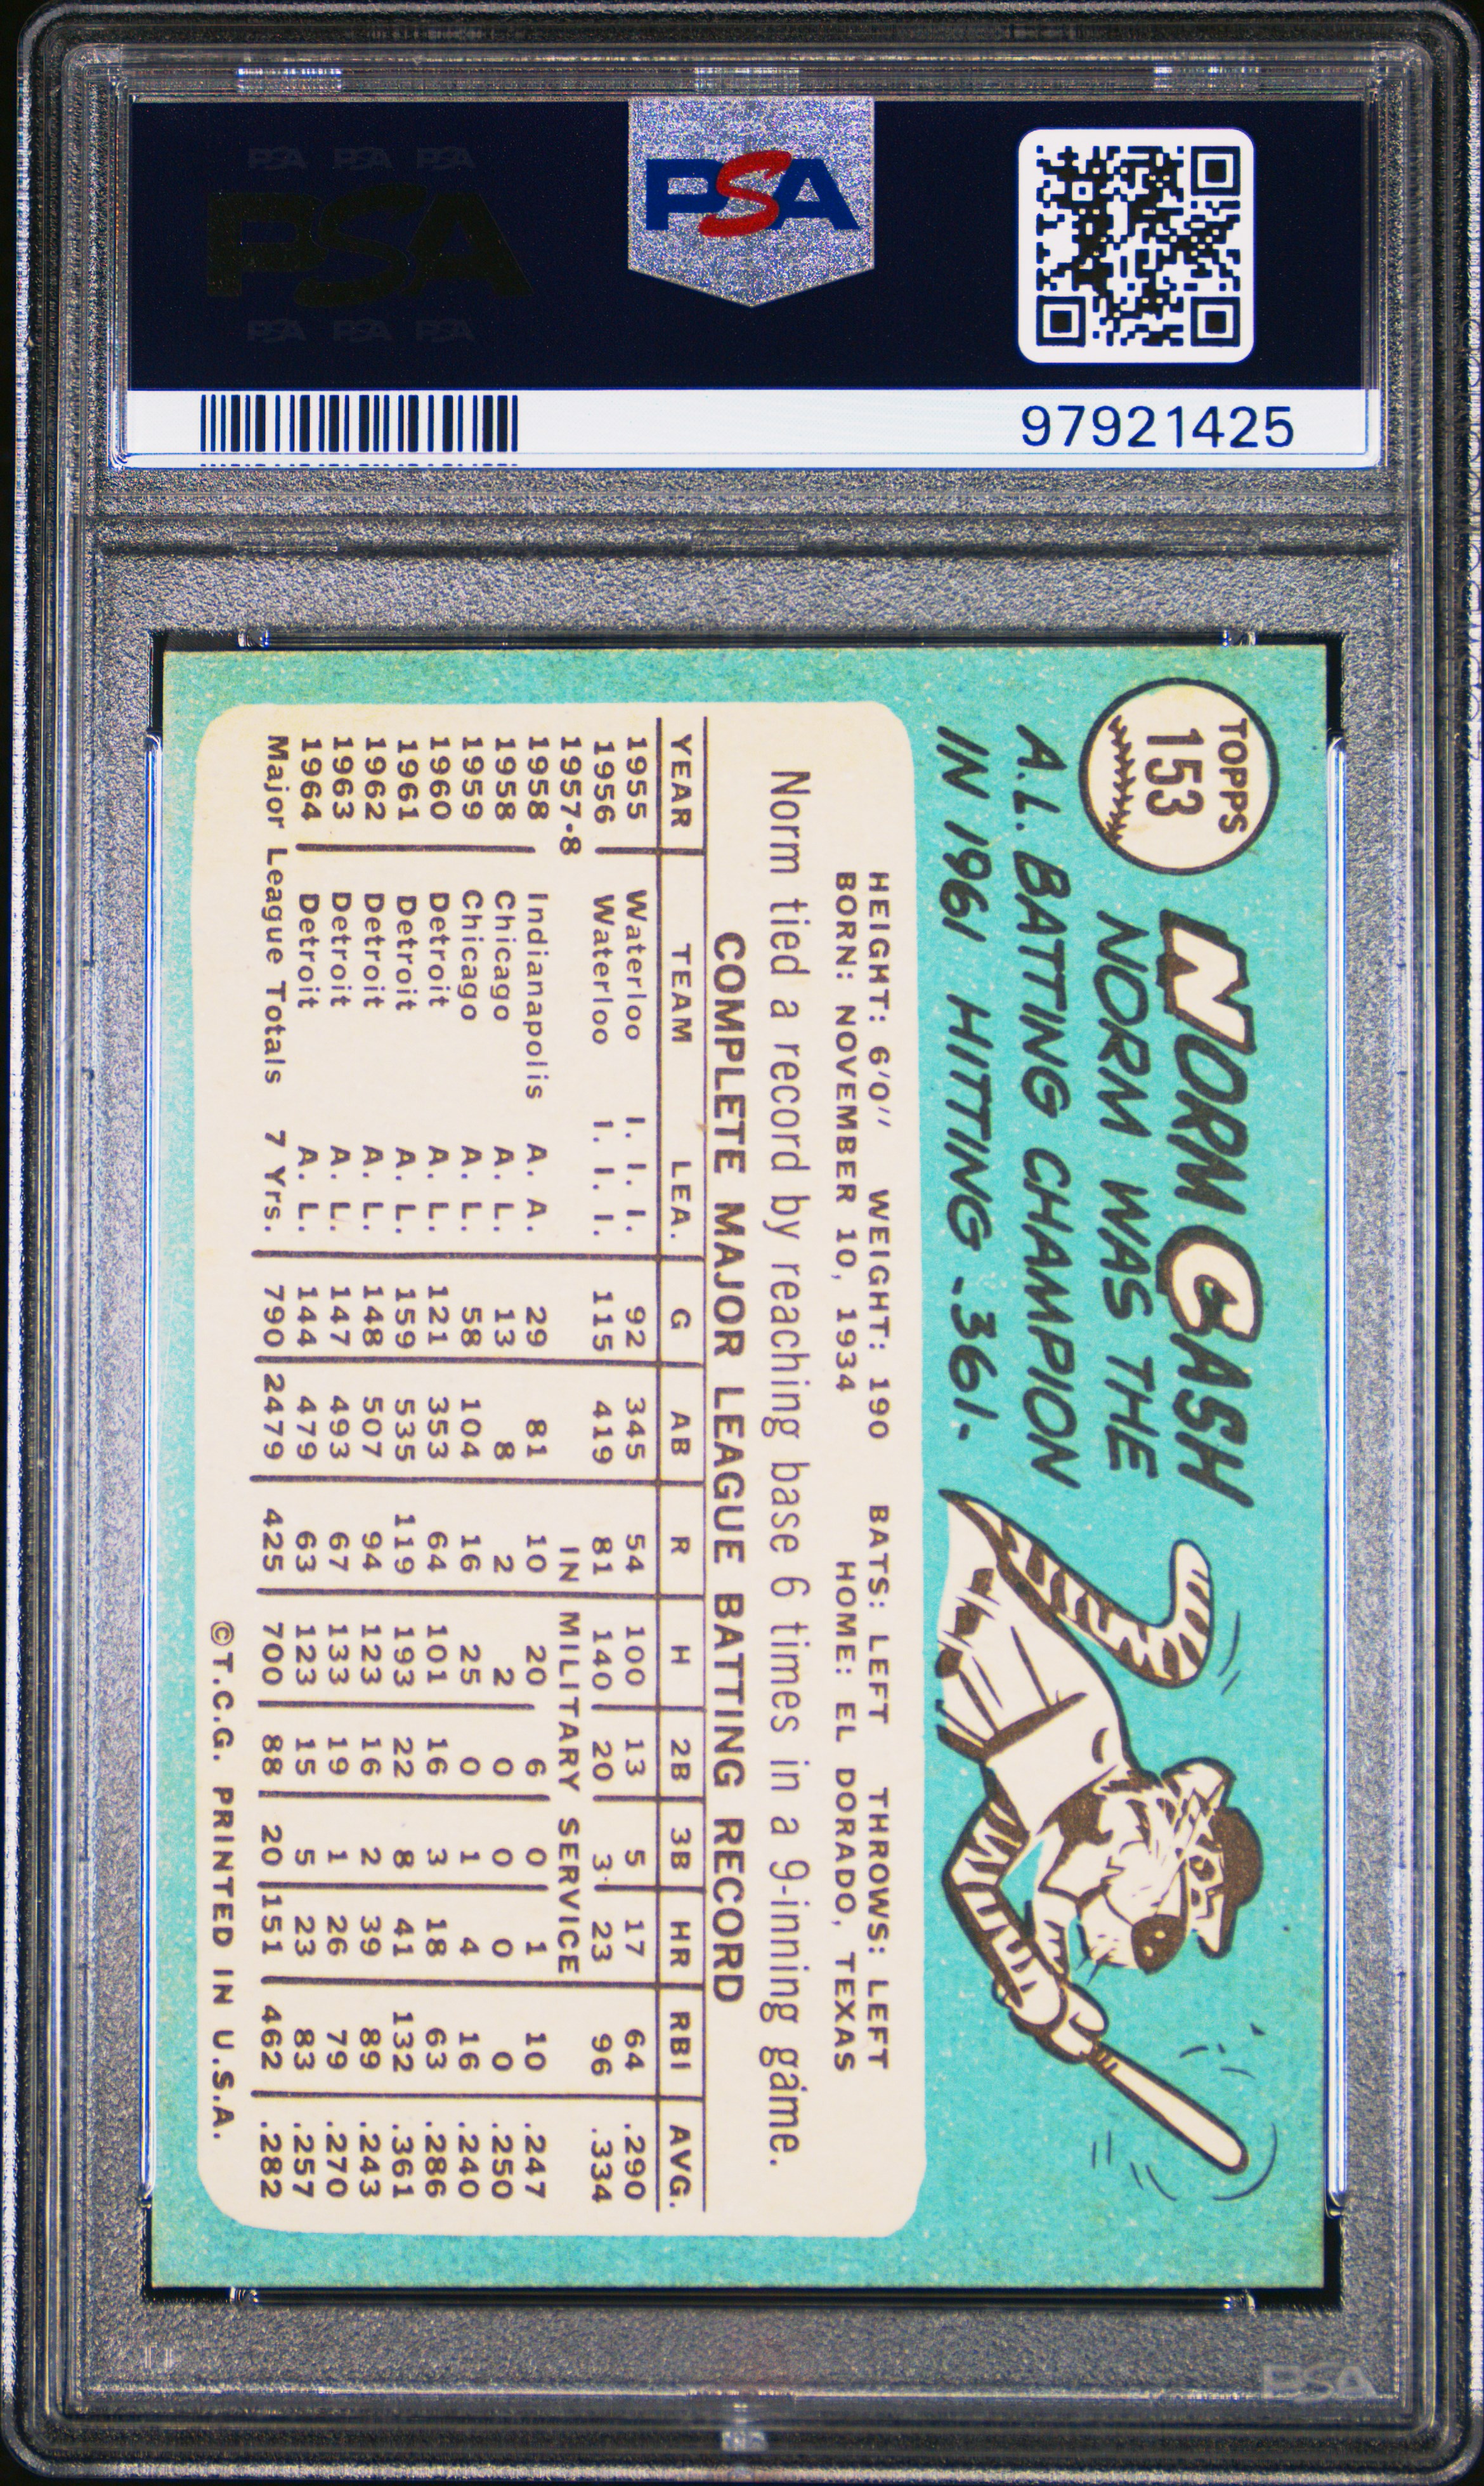 PSA PSA PSA
PSA
PSA PSA PSA
PSA
97921425
TOPPS
153
NORM CASH
NORM WAS THE
A.L. BATTING CHAMPION
IN 1961 HITTING .361.
HEIGHT: 6'0" WEIGHT: 190 BATS: LEFT THROWS: LEFT
BORN: NOVEMBER 10, 1934 HOME: EL DORADO, TEXAS
Norm tied a record by reaching base 6 times in a 9-inning game.
COMPLETE MAJOR LEAGUE BATTING RECORD
YEAR TEAM LEA. G AB R H 2B 3B HR RBI AVG.
1955 Waterloo I. I. I. 92 345 54 100 13 5 17 64 .290
1956 Waterloo I. I. I. 115 419 81 140 20 3 23 96 .334
1957-8 IN MILITARY SERVICE
1958 Indianapolis A. A. 29 81 10 20 6 0 1 10 .247
1958 Chicago A. L. 13 8 2 2 0 0 0 0 .250
1959 Chicago A. L. 58 104 16 25 0 1 4 16 .240
1960 Detroit A. L. 121 353 64 101 16 3 18 63 .286
1961 Detroit A. L. 159 535 119 193 22 8 41 132 .361
1962 Detroit A. L. 148 507 94 123 16 2 39 89 .243
1963 Detroit A. L. 147 493 67 133 19 1 26 79 .270
1964 Detroit A. L. 144 479 63 123 15 5 23 83 .257
Major League Totals 7 Yrs. 790 2479 425 700 88 20 151 462 .282
©T.C.G. PRINTED IN U.S.A.
PSA